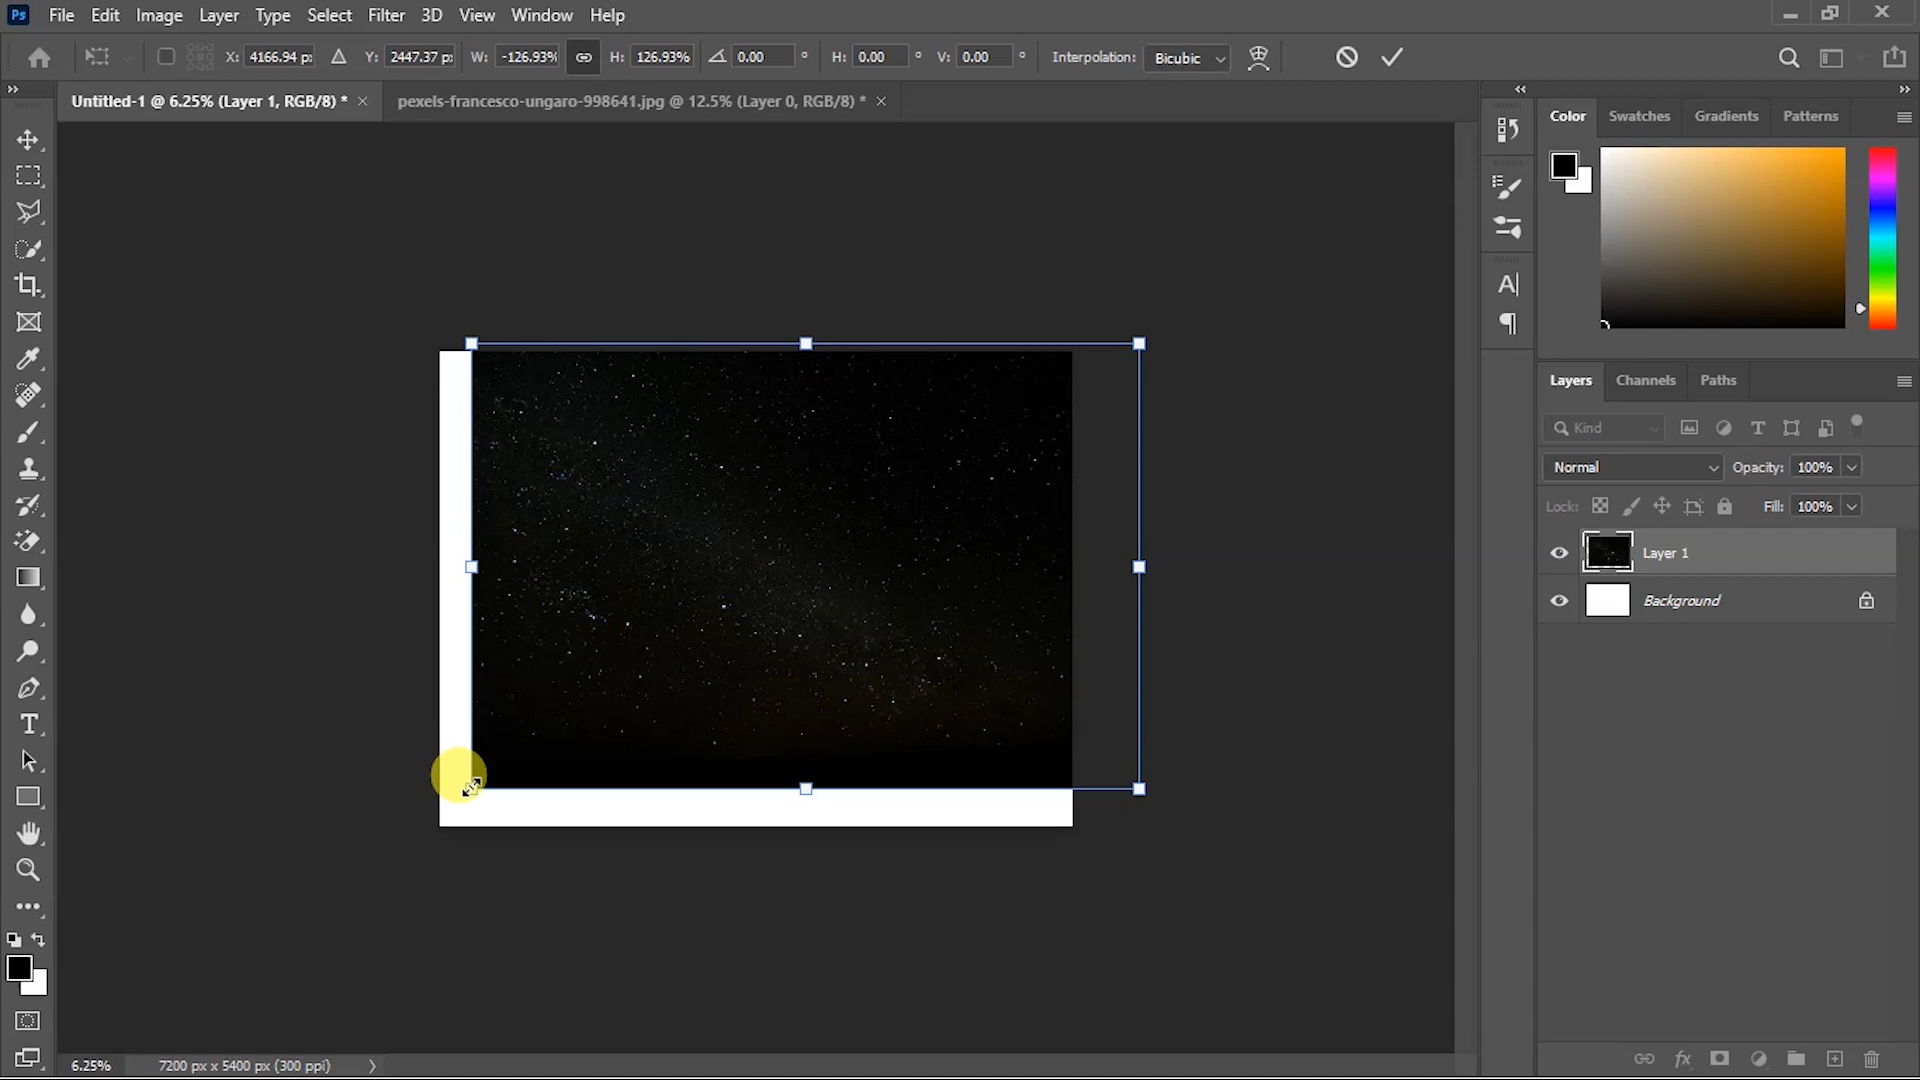 Ps File Edit Image Layer Type Select Filter 3D View Window Help
X: 4166.94 p Y: 2447.37 p W: -126.93% H: 126.93% 0.00 ° H: 0.00 ° V: 0.00 ° Interpolation: Bicubic
Untitled-1 @ 6.25% (Layer 1, RGB/8) * × pexels-francesco-ungaro-998641.jpg @ 12.5% (Layer 0, RGB/8) * ×
Color Swatches Gradients Patterns
Layers Channels Paths
Kind
Normal Opacity: 100%
Lock: Fill: 100%
Layer 1
Background
6.25% 7200 px x 5400 px (300 ppi)